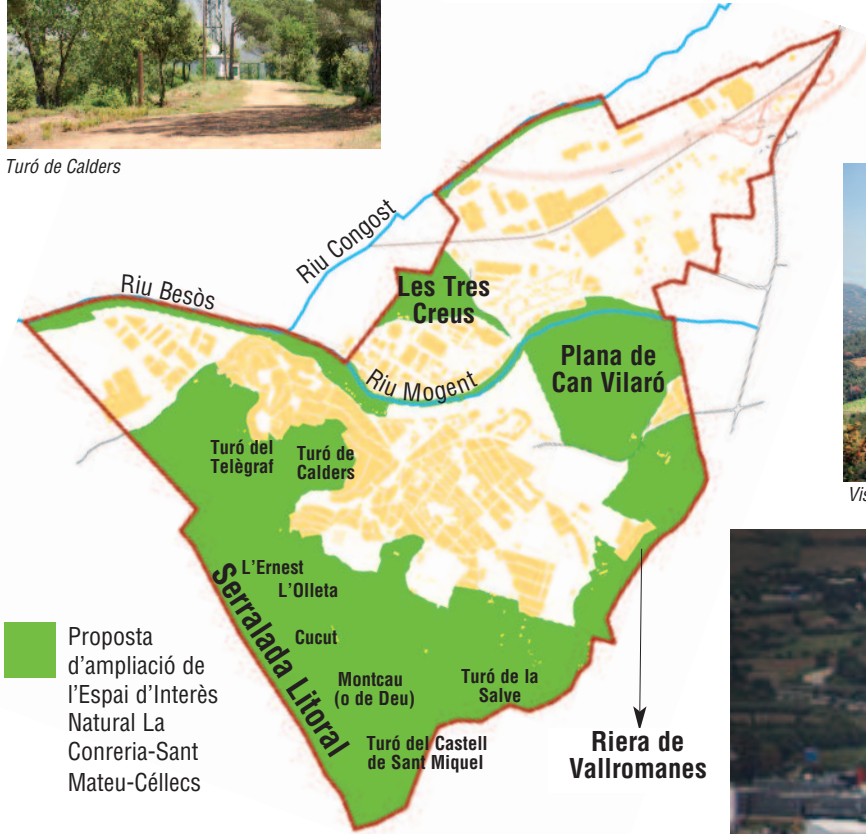 Turó de Calders
Riu Congost
Riu Besòs
Les Tres
Creus
Riu Mogent
Plana de
Can Vilaró
Turó del
Telègraf
Turó de
Calders
L'Ernest
L'Olleta
Serralada Litoral
Cucut
Montcau
(o de Deu)
Turó de la
Salve
Turó del Castell
de Sant Miquel
Riera de
Vallromanes
Proposta
d'ampliació de
l'Espai d'Interès
Natural La
Conreria-Sant
Mateu-Céllecs